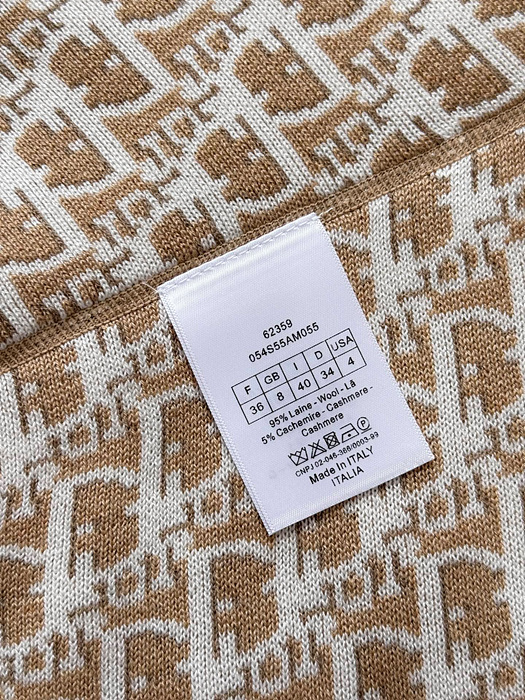 62359
054S55AM055
F GB I D USA
36 8 40 34 4
95% Laine - Wool - Lã
5% Cachemire - Cashmere -
Cashmere
CNPJ 02-046-366/0003-99
Made In ITALY
ITALIA